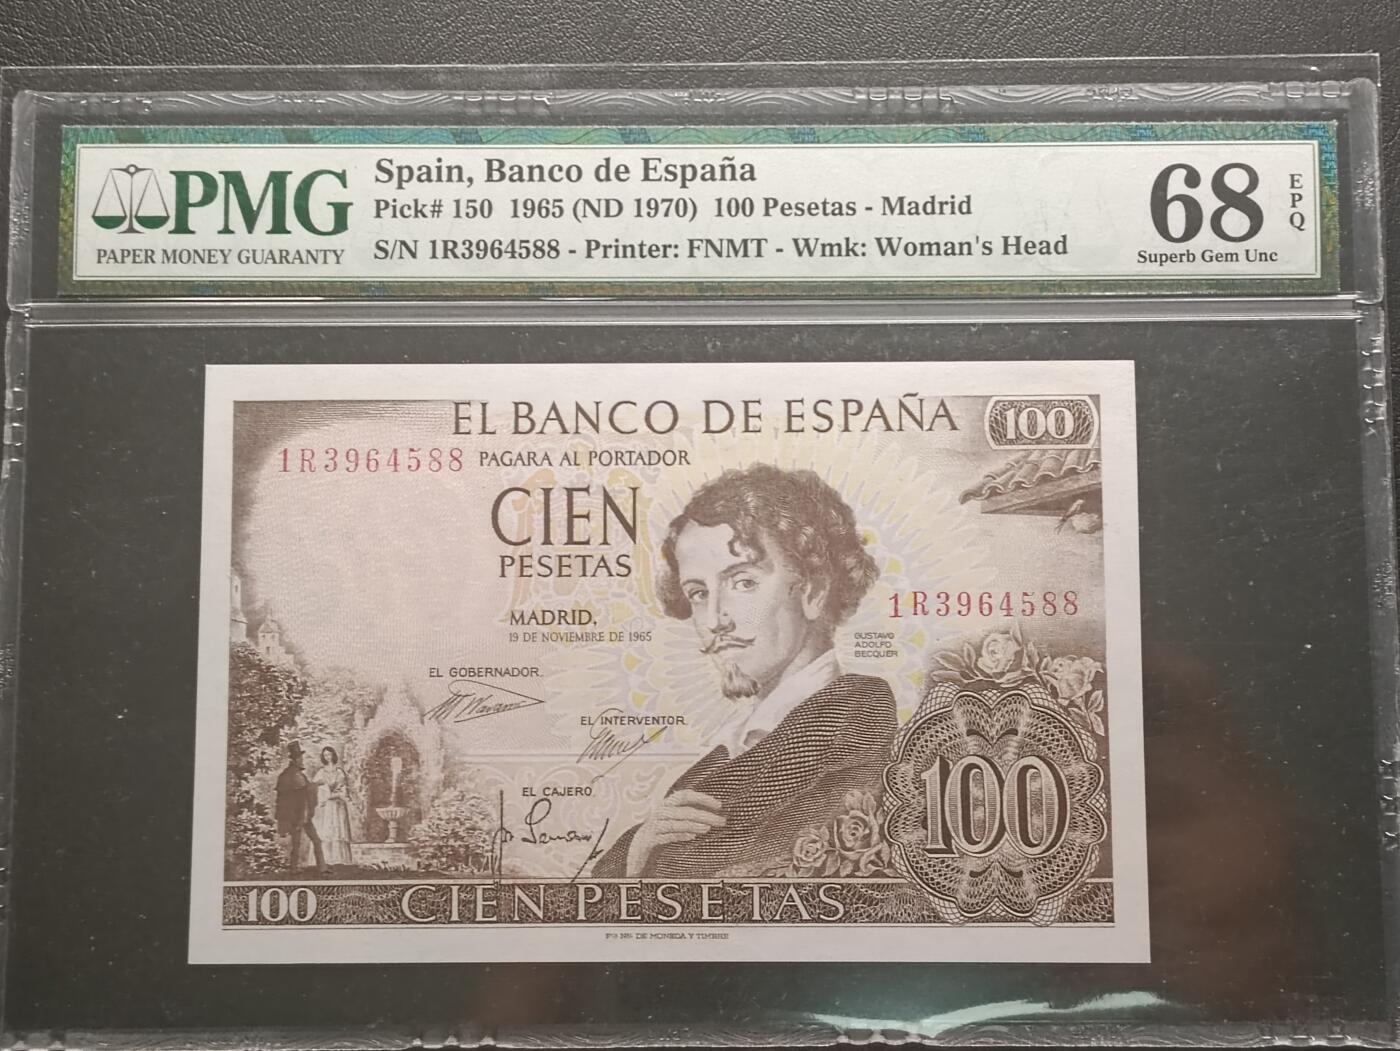 PMG
PAPER MONEY GUARANTY
Spain, Banco de España
Pick# 150 1965 (ND 1970) 100 Pesetas - Madrid
S/N 1R3964588 - Printer: FNMT - Wmk: Woman's Head
68
EPQ
Superb Gem Unc
EL BANCO DE ESPAÑA
100
1R3964588
PAGARA AL PORTADOR
CIEN
PESETAS
MADRID,
19 DE NOVIEMBRE DE 1965
1R3964588
GUSTAVO
ADOLFO
BECQUER
EL GOBERNADOR.
EL INTERVENTOR
EL CAJERO.
100
100
CIEN PESETAS
DE MONEDA Y TIMBRE